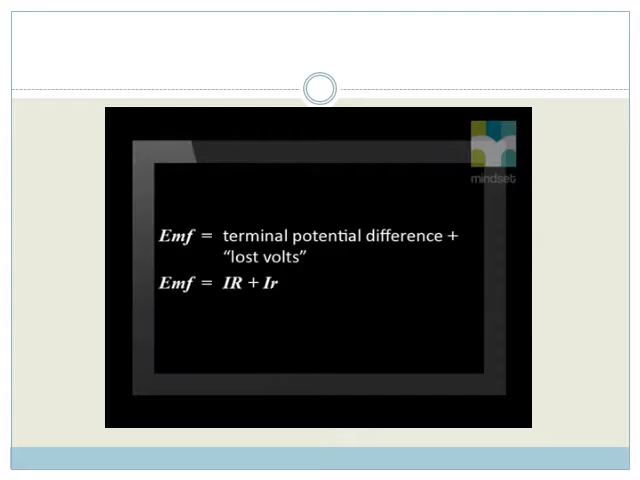 mindset
Emf = terminal potential difference +
“lost volts”
Emf = IR + Ir